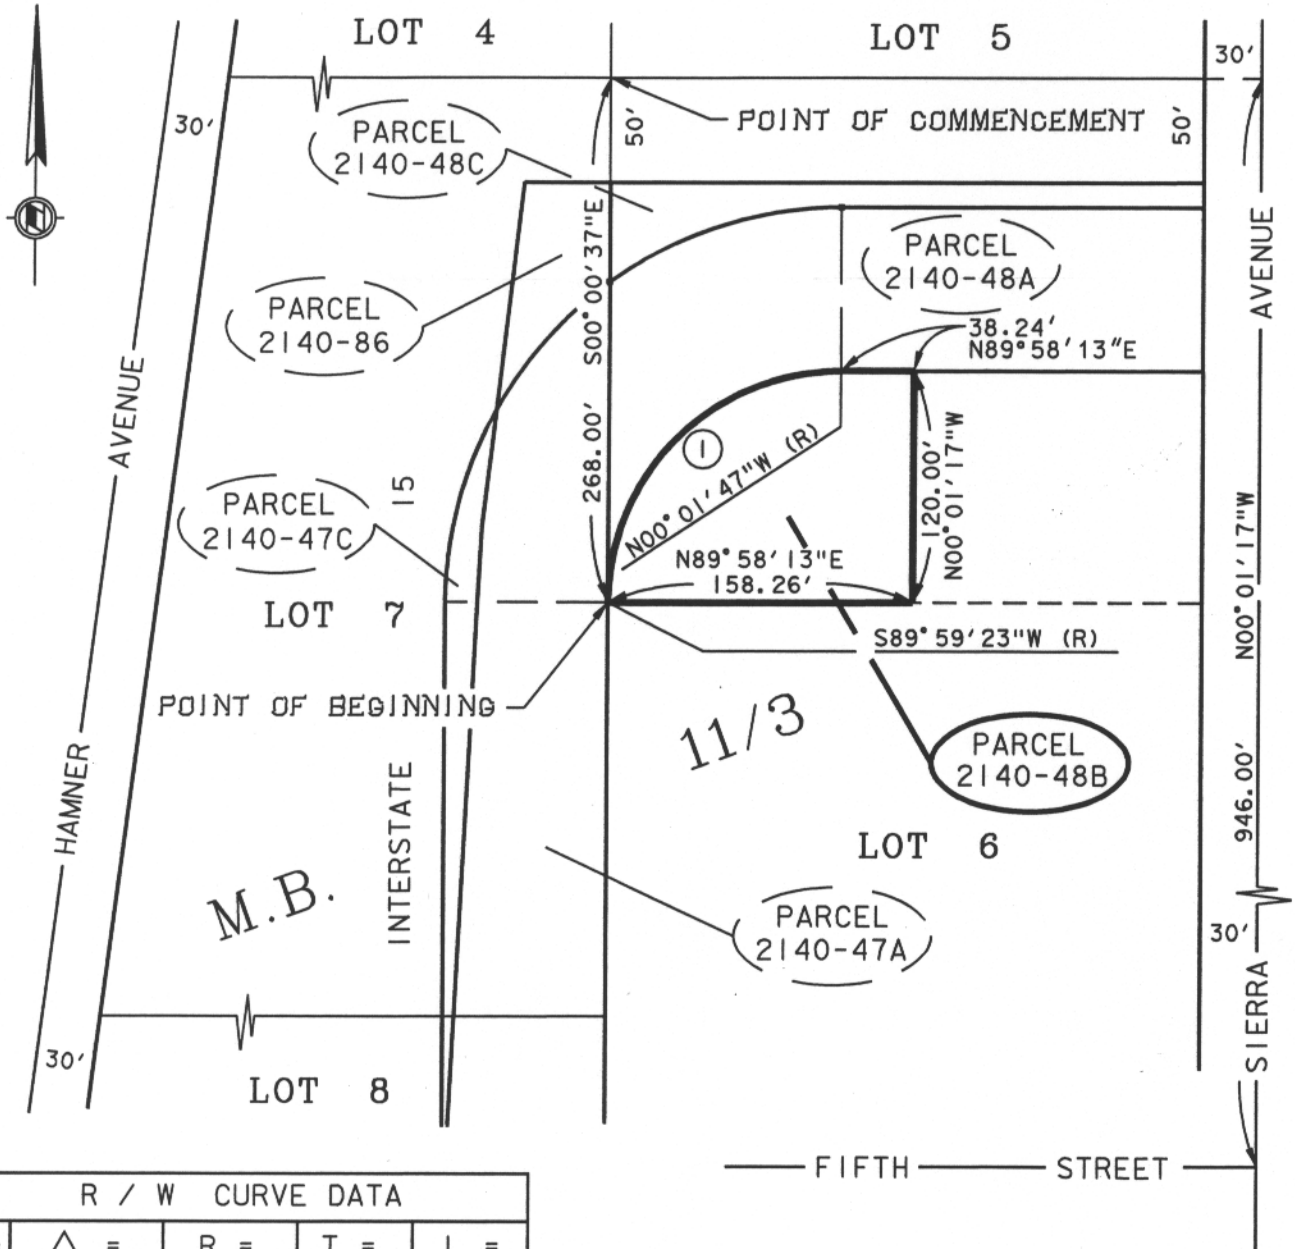 LOT 4
LOT 5
30'
30'
50'
POINT OF COMMENCEMENT
50'
PARCEL
2140-48C
PARCEL
2140-48A
AVENUE
S00°00'37"E
PARCEL
2140-86
38.24'
N89°58'13"E
AVENUE
268.00'
1
N00°01'47"W (R)
120.00'
N00°01'17"W
15
PARCEL
2140-47C
N89°58'13"E
158.26'
N00°01'17"W
LOT 7
S89°59'23"W (R)
POINT OF BEGINNING
11/3
PARCEL
2140-48B
HAMNER
INTERSTATE
946.00'
LOT 6
M.B.
PARCEL
2140-47A
30'
SIERRA
30'
LOT 8
FIFTH STREET
R / W CURVE DATA
△ = R = T = L =